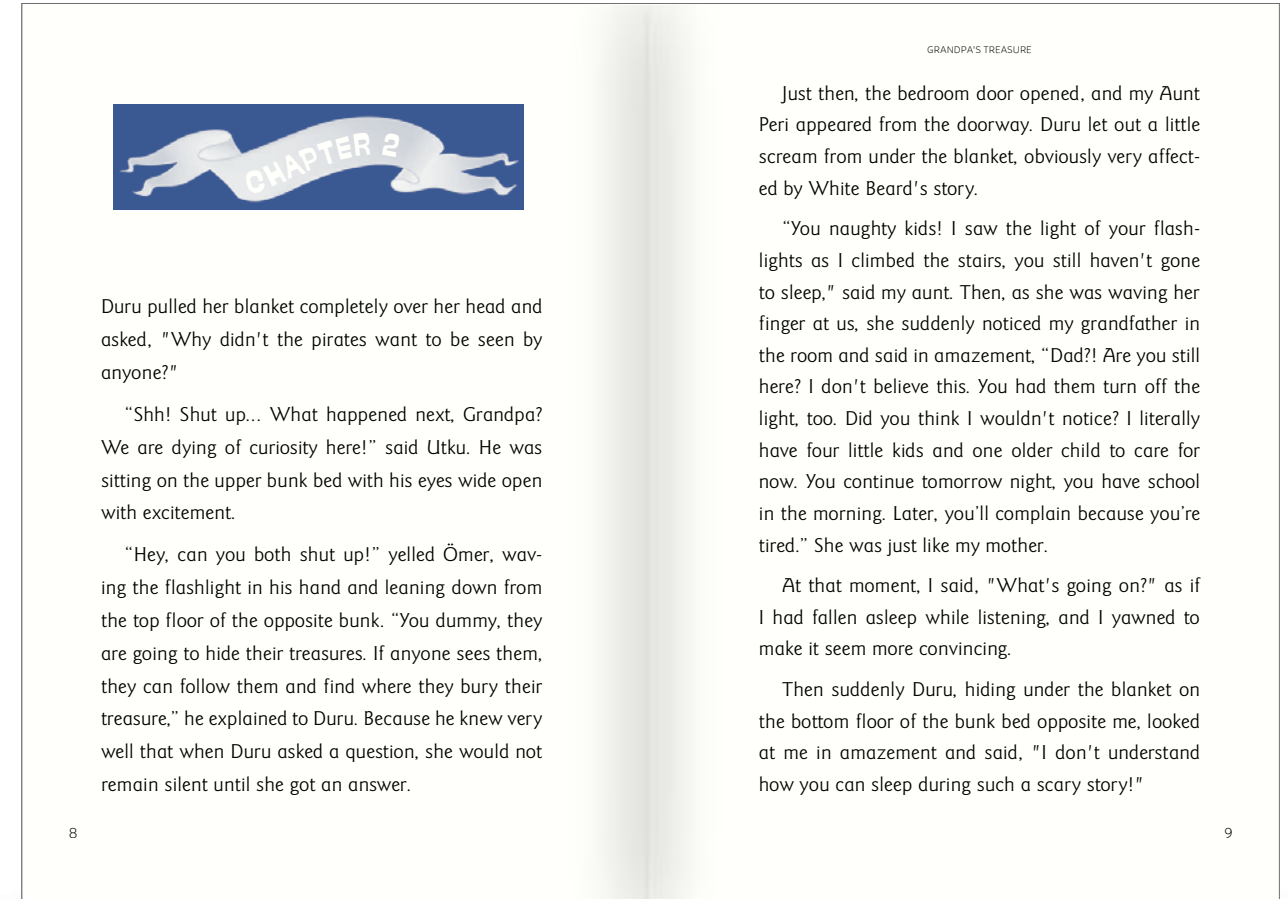 CHAPTER 2
Duru pulled her blanket completely over her head and
asked, "Why didn't the pirates want to be seen by
anyone?"
“Shh! Shut up... What happened next, Grandpa?
We are dying of curiosity here!” said Utku. He was
sitting on the upper bunk bed with his eyes wide open
with excitement.
“Hey, can you both shut up!” yelled Ömer, wav-
ing the flashlight in his hand and leaning down from
the top floor of the opposite bunk. “You dummy, they
are going to hide their treasures. If anyone sees them,
they can follow them and find where they bury their
treasure,” he explained to Duru. Because he knew very
well that when Duru asked a question, she would not
remain silent until she got an answer.
8
GRANDPA'S TREASURE
Just then, the bedroom door opened, and my Aunt
Peri appeared from the doorway. Duru let out a little
scream from under the blanket, obviously very affect-
ed by White Beard's story.
“You naughty kids! I saw the light of your flash-
lights as I climbed the stairs, you still haven't gone
to sleep," said my aunt. Then, as she was waving her
finger at us, she suddenly noticed my grandfather in
the room and said in amazement, “Dad?! Are you still
here? I don't believe this. You had them turn off the
light, too. Did you think I wouldn't notice? I literally
have four little kids and one older child to care for
now. You continue tomorrow night, you have school
in the morning. Later, you’ll complain because you’re
tired.” She was just like my mother.
At that moment, I said, "What's going on?" as if
I had fallen asleep while listening, and I yawned to
make it seem more convincing.
Then suddenly Duru, hiding under the blanket on
the bottom floor of the bunk bed opposite me, looked
at me in amazement and said, "I don't understand
how you can sleep during such a scary story!"
9